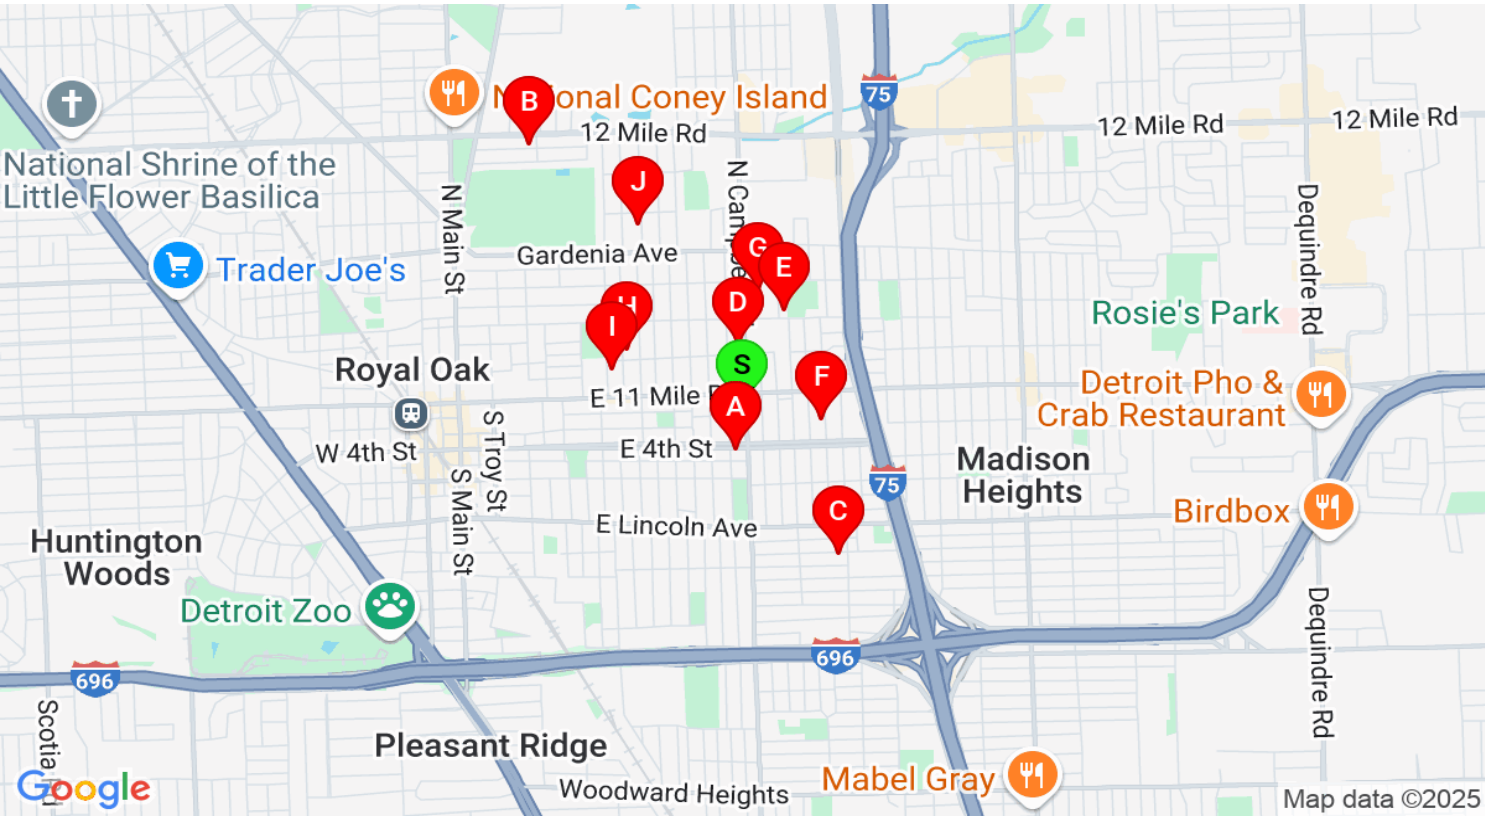 75
B
N
onal Coney Island
12 Mile Rd
12 Mile Rd
12 Mile Rd
National Shrine of the
Little Flower Basilica
J
N Main St
Dequindre Rd
Gardenia Ave
G
E
Trader Joe's
D
H
I
Rosie's Park
S
Royal Oak
F
Detroit Pho &
Crab Restaurant
E 11 Mile
A
S Troy St
W 4th St
E 4th St
Madison
Heights
75
S Main St
C
Birdbox
E Lincoln Ave
Huntington
Woods
Detroit Zoo
Dequindre Rd
696
696
Scotia
Pleasant Ridge
Mabel Gray
Woodward Heights
Google
Map data ©2025